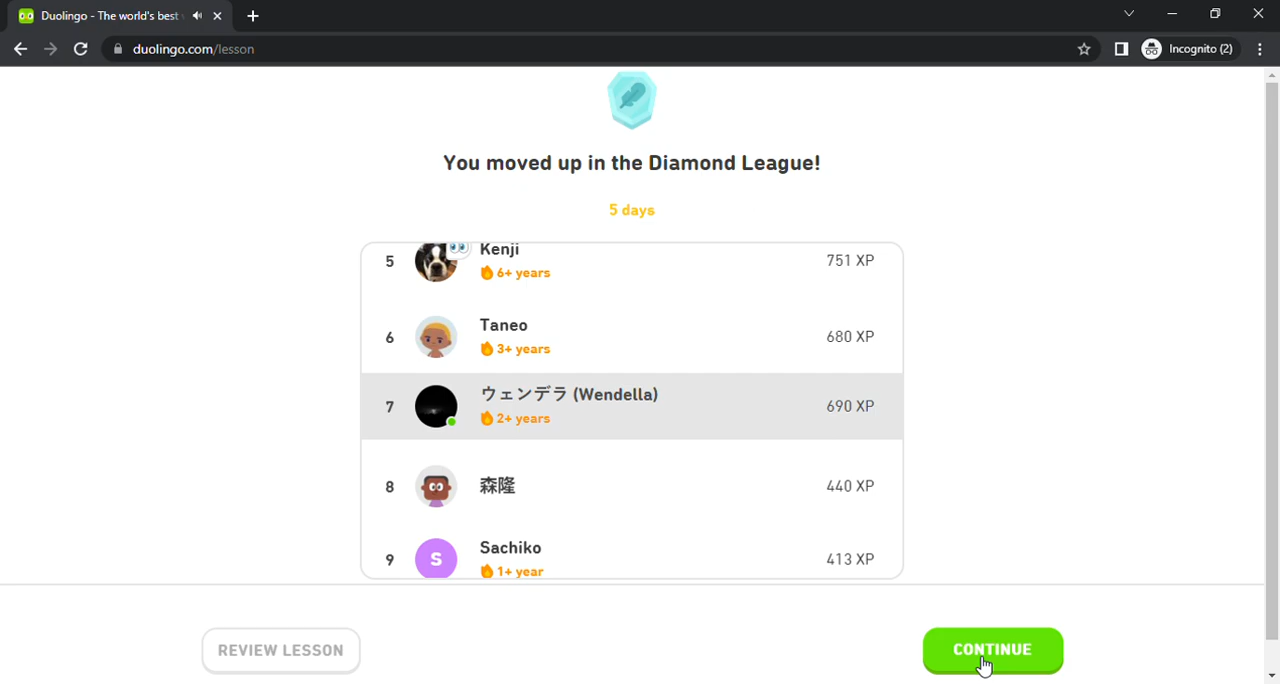 Duolingo - The world's best
duolingo.com/lesson
Incognito (2)
You moved up in the Diamond League!
5 days
5 Kenji 751 XP
6+ years
6 Taneo 680 XP
3+ years
7 ウェンデラ (Wendella) 690 XP
2+ years
8 森隆 440 XP
9 S Sachiko 413 XP
1+ year
REVIEW LESSON
CONTINUE